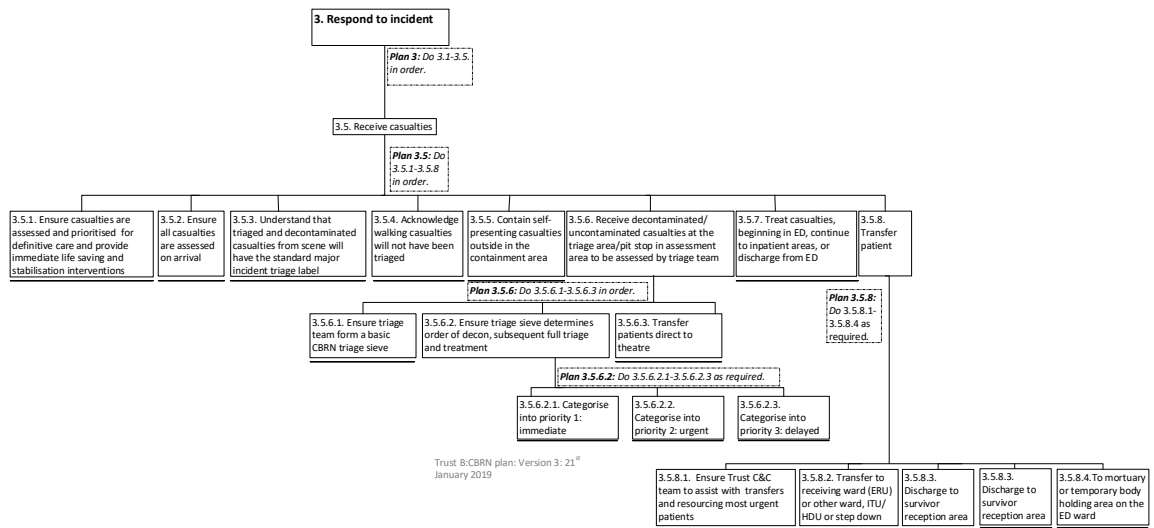 3. Respond to incident
Plan 3: Do 3.1-3.5.
in order.
3.5. Receive casualties
Plan 3.5: Do
3.5.1-3.5.8
in order.
3.5.1. Ensure casualties are
assessed and prioritised for
definitive care and provide
immediate life saving and
stabilisation interventions
3.5.2. Ensure
all casualties
are assessed
on arrival
3.5.3. Understand that
triaged and decontaminated
casualties from scene will
have the standard major
incident triage label
3.5.4. Acknowledge
walking casualties
will not have been
triaged
3.5.5. Contain self-
presenting casualties
outside in the
containment area
3.5.6. Receive decontaminated/
uncontaminated casualties at the
triage area/pit stop in assessment
area to be assessed by triage team
3.5.7. Treat casualties,
beginning in ED, continue
to inpatient areas, or
discharge from ED
3.5.8.
Transfer
patient
Plan 3.5.6: Do 3.5.6.1-3.5.6.3 in order.
Plan 3.5.8:
Do 3.5.8.1-
3.5.8.4 as
required.
3.5.6.1. Ensure triage
team form a basic
CBRN triage sieve
3.5.6.2. Ensure triage sieve determines
order of decon, subsequent full triage
and treatment
3.5.6.3. Transfer
patients direct to
theatre
Plan 3.5.6.2: Do 3.5.6.2.1-3.5.6.2.3 as required.
3.5.6.2.1. Categorise
into priority 1:
immediate
3.5.6.2.2.
Categorise into
priority 2: urgent
3.5.6.2.3.
Categorise into
priority 3: delayed
Trust B:CBRN plan: Version 3: 21st
January 2019
3.5.8.1. Ensure Trust C&C
team to assist with transfers
and resourcing most urgent
patients
3.5.8.2. Transfer to
receiving ward (ERU)
or other ward, ITU/
HDU or step down
3.5.8.3.
Discharge to
survivor
reception area
3.5.8.3.
Discharge to
survivor
reception area
3.5.8.4.To mortuary
or temporary body
holding area on the
ED ward